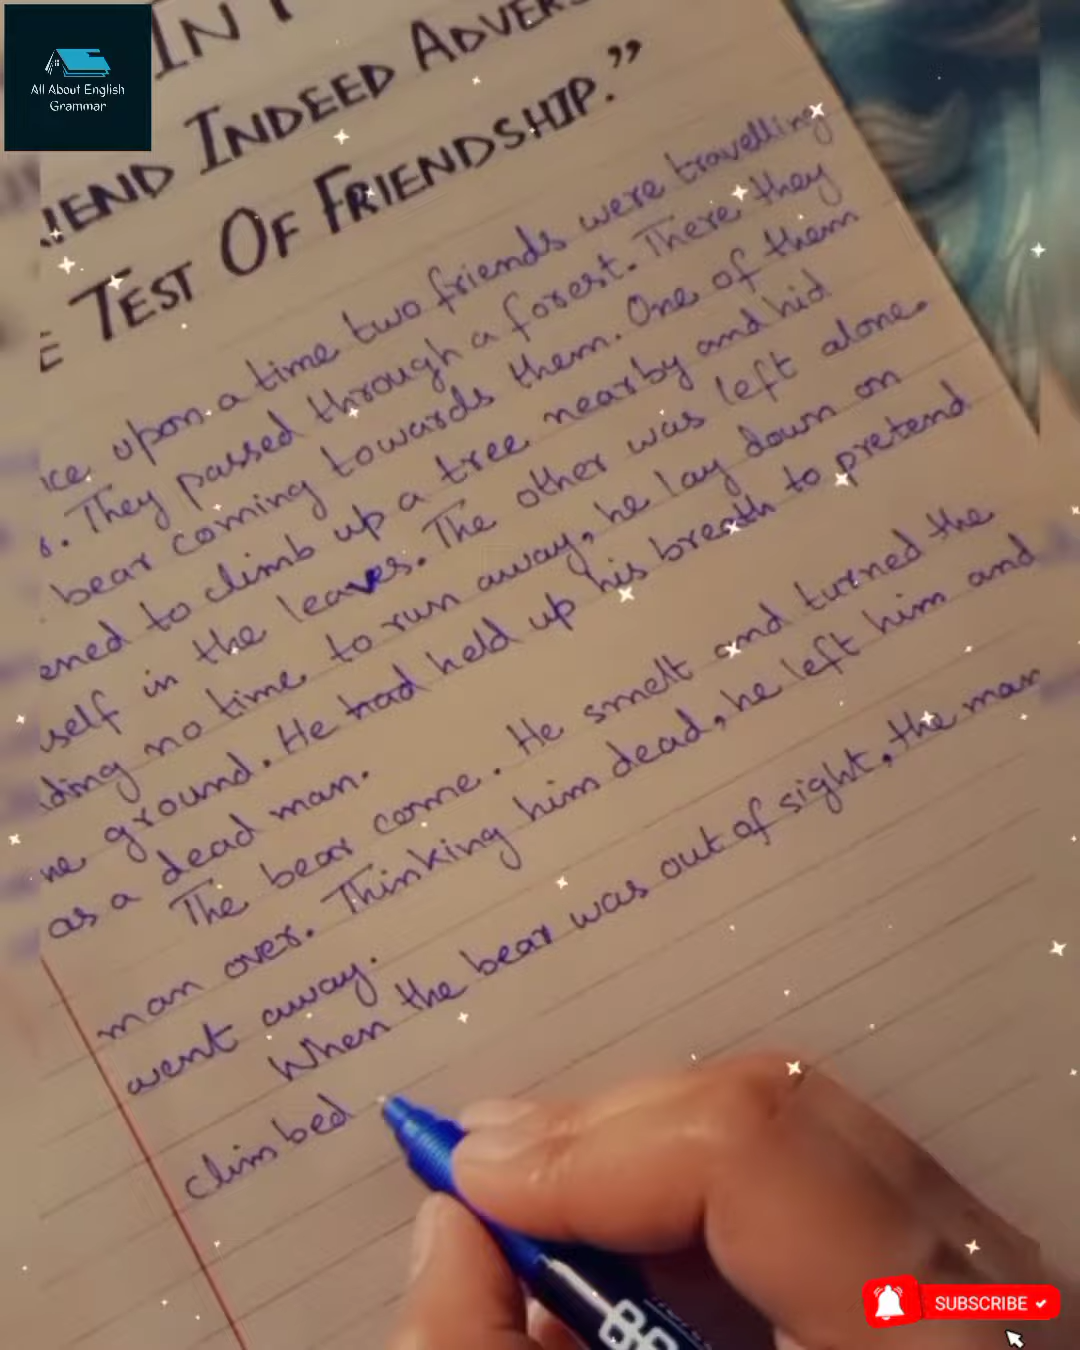 All About English
Grammar
IN
IEND INDEED ADVER
TEST OF FRIENDSHIP."
ce upon a time two friends were travelling
. They passed through a forest. There they
bear coming towards them. One of them
ened to climb up a tree nearby and hid
self in the leaves. The other was left alone.
ding no time to run away, he lay down on
he ground. He had held up his breath to pretend
as a dead man.
The bear come. He smelt and turned the
man over. Thinking him dead, he left him and
went away.
When the bear was out of sight, the man
climbed
SUBSCRIBE